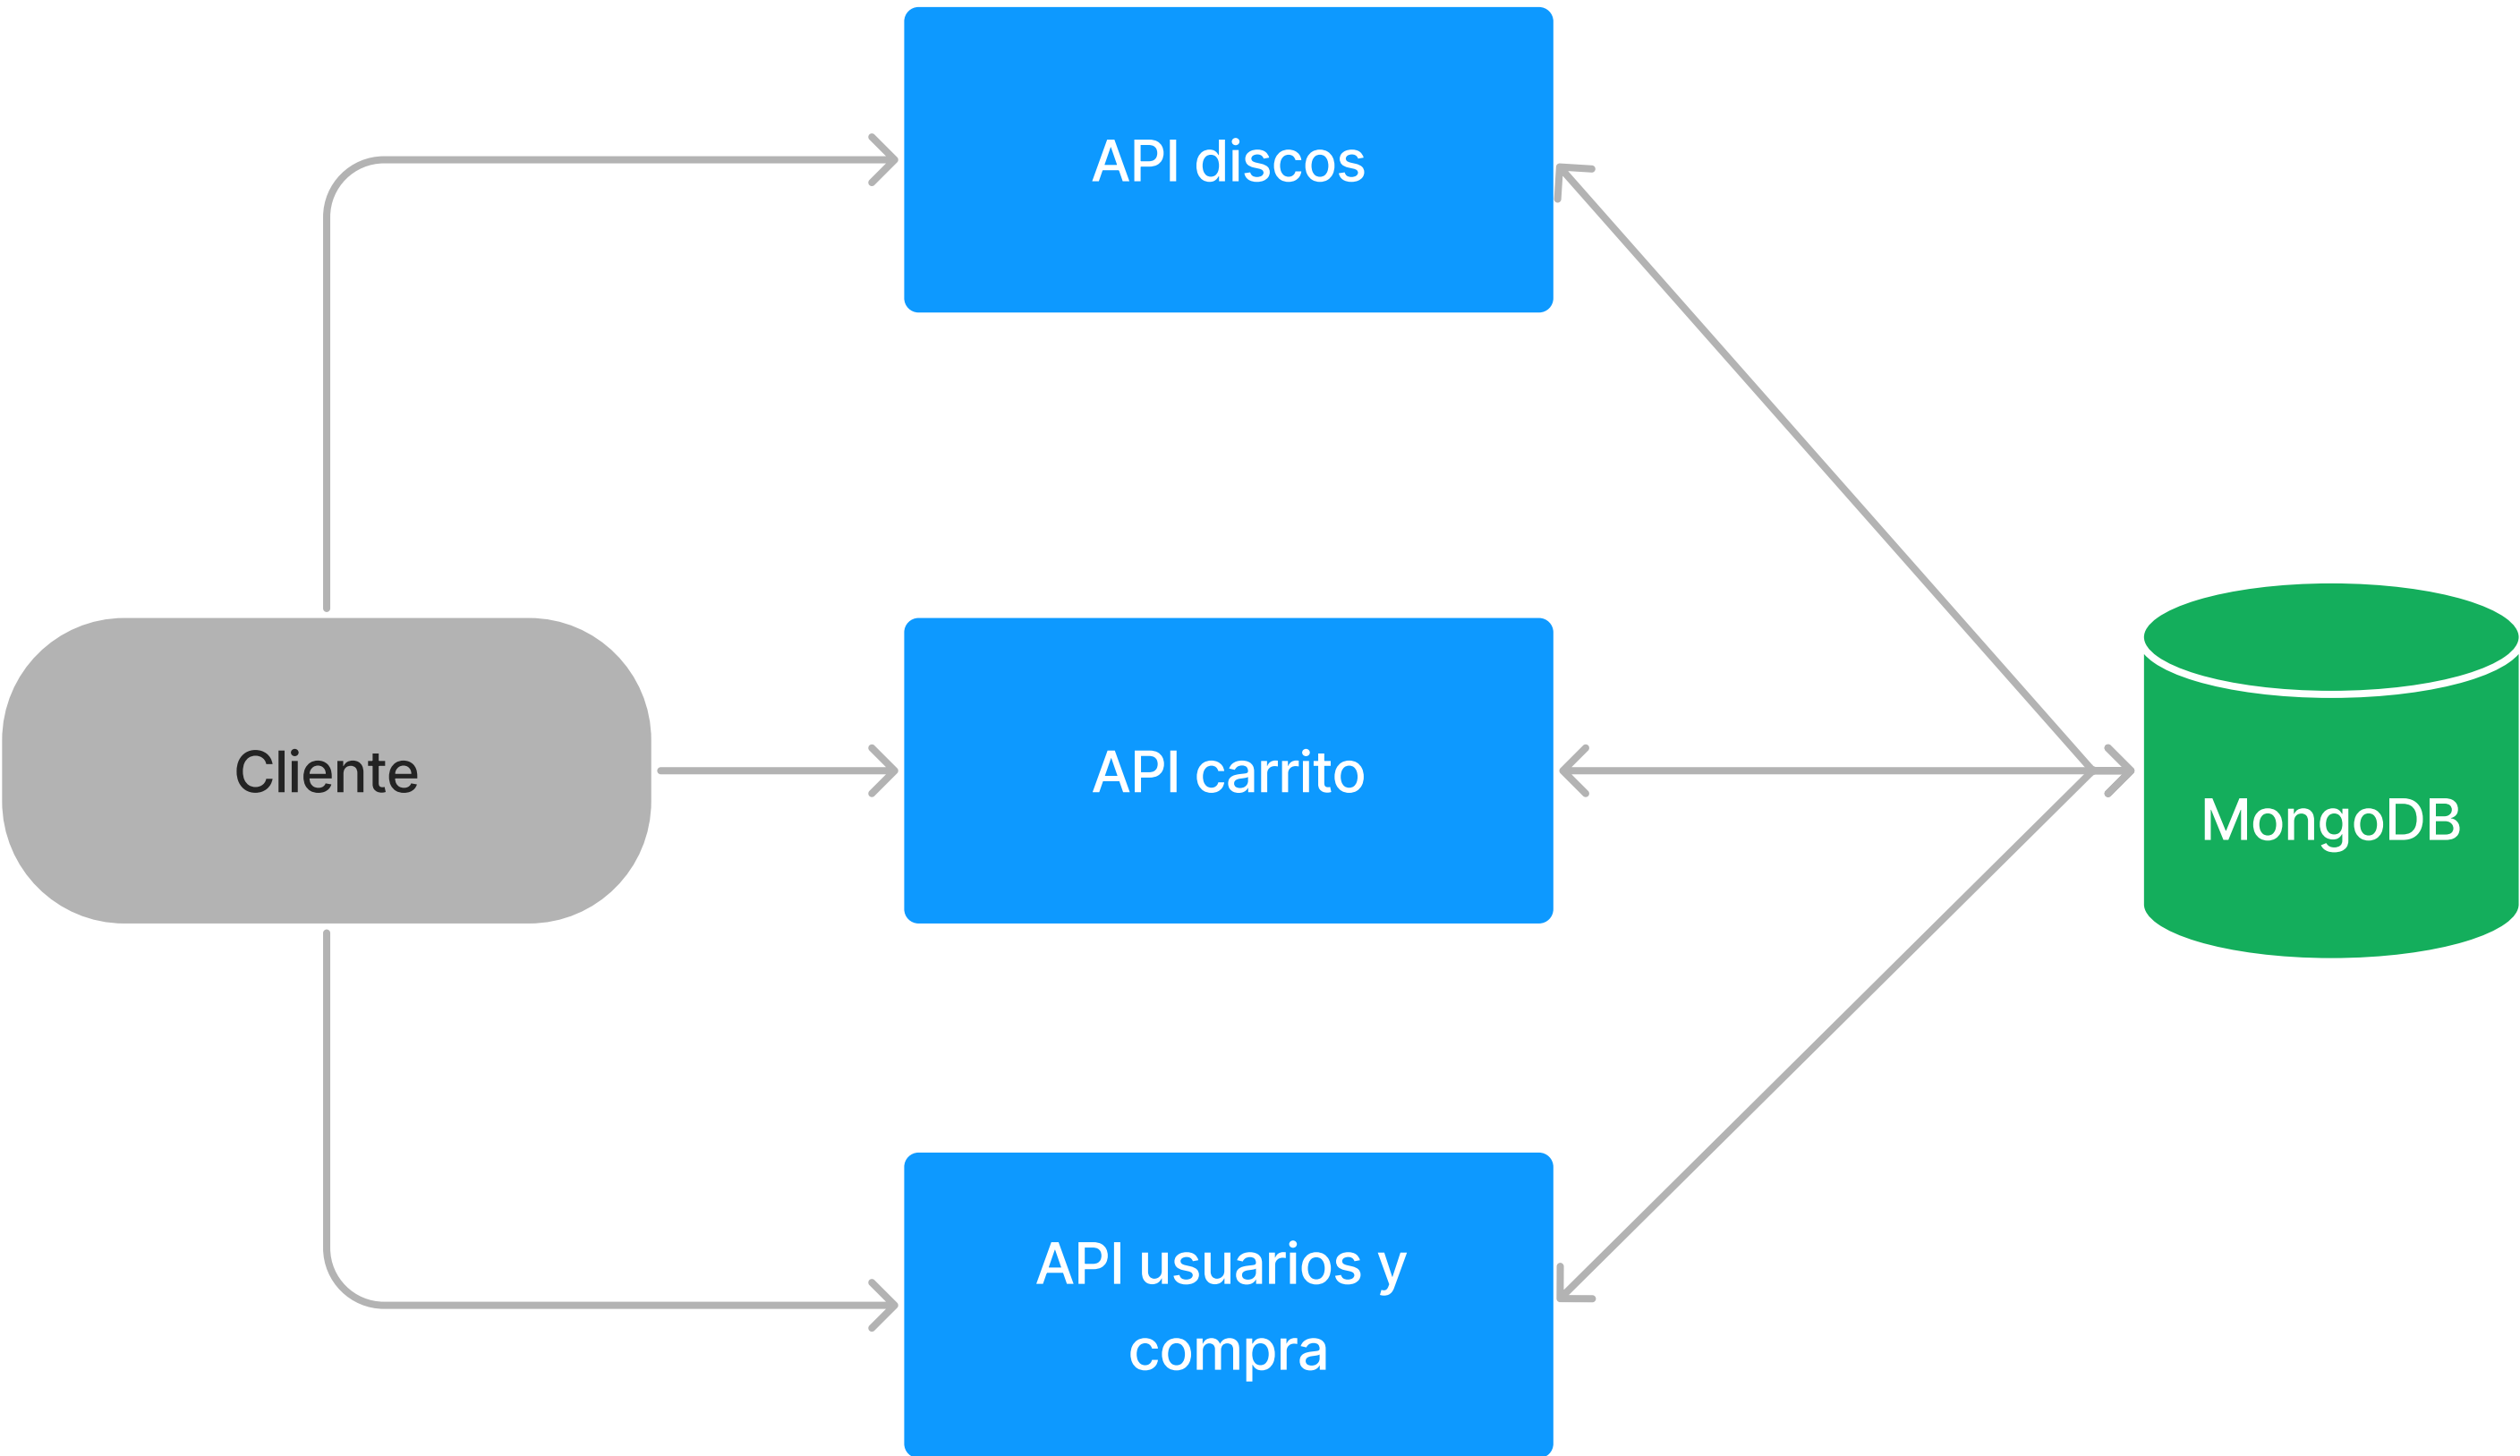 API discos
Cliente
API carrito
MongoDB
API usuarios y
compra